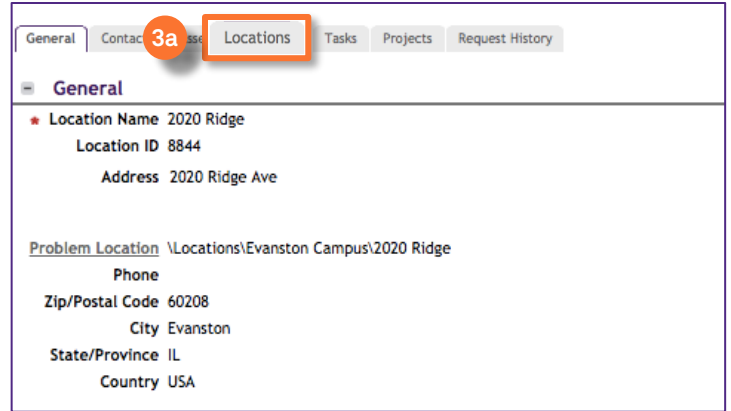 General Contac 3a sse Locations Tasks Projects Request History
General
* Location Name 2020 Ridge
Location ID 8844
Address 2020 Ridge Ave
Problem Location \Locations\Evanston Campus\2020 Ridge
Phone
Zip/Postal Code 60208
City Evanston
State/Province IL
Country USA